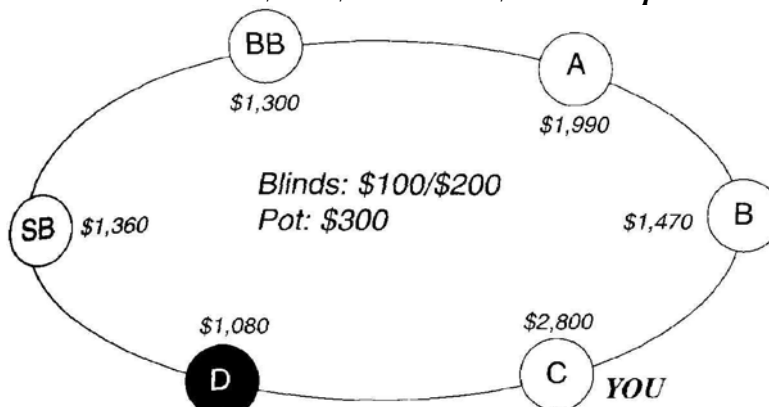 BB
A
$1,300
$1,990
Blinds: $100/$200
Pot: $300
SB
$1,360
$1,470
B
$1,080
$2,800
D
C
YOU